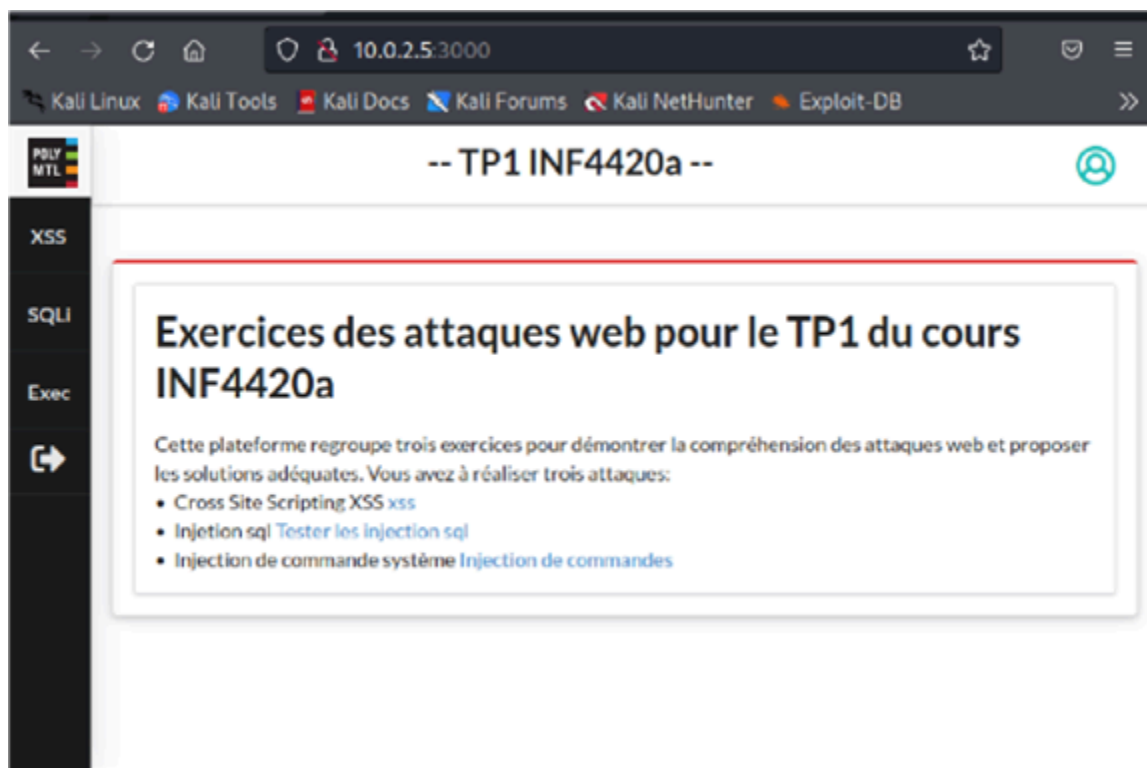 10.0.2.5:3000
Kali Linux Kali Tools Kali Docs Kali Forums Kali NetHunter Exploit-DB
POLY
MTL
-- TP1 INF4420a --
XSS
SQLi
Exec
Exercices des attaques web pour le TP1 du cours
INF4420a
Cette plateforme regroupe trois exercices pour démontrer la compréhension des attaques web et proposer
les solutions adéquates. Vous avez à réaliser trois attaques:
• Cross Site Scripting XSS xss
• Injetion sql Tester les injection sql
• Injection de commande système Injection de commandes